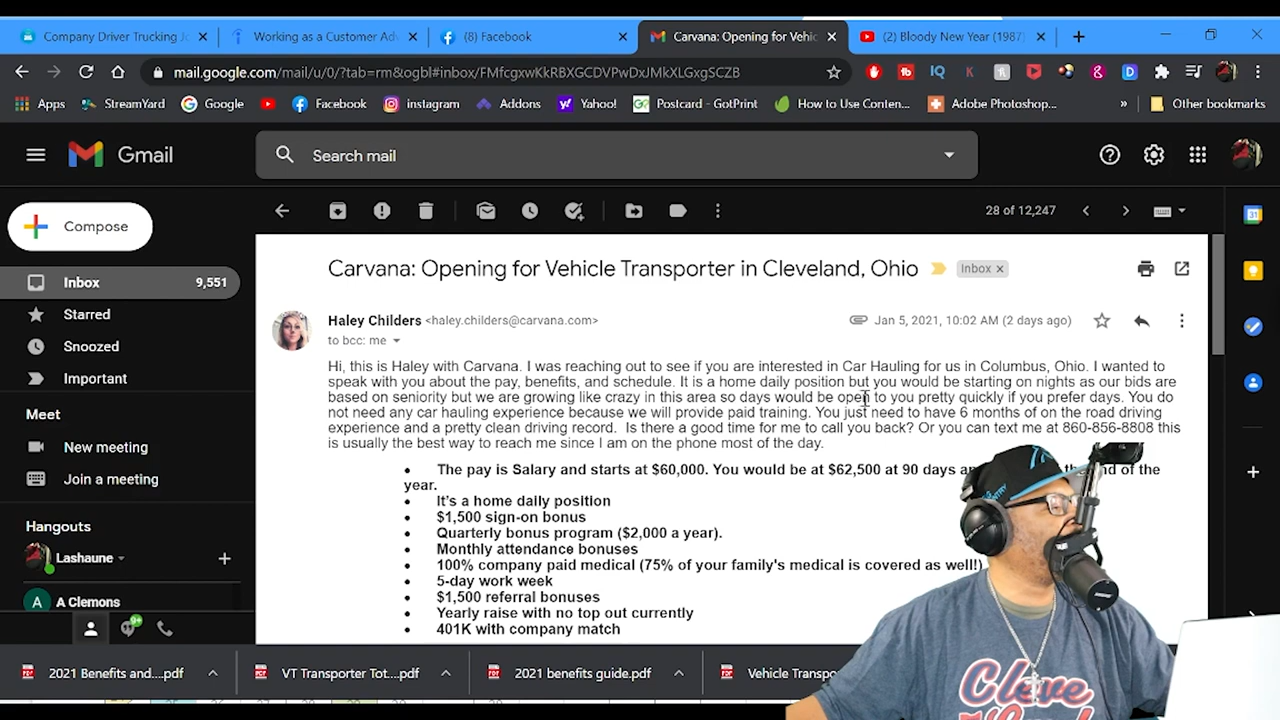 Company Driver Trucking Jo
Working as a Customer Adv
(8) Facebook
Carvana: Opening for Vehic
(2) Bloody New Year (1987)
mail.google.com/mail/u/0/?tab=rm&ogbl#inbox/FMfcgxwKkRBXGCDVPwDxJMkXLGxgSCZB
Apps
StreamYard
Google
Facebook
instagram
Addons
Yahoo!
Postcard - GotPrint
How to Use Conten...
Adobe Photoshop...
»
Other bookmarks
Gmail
Search mail
Compose
28 of 12,247
Inbox 9,551
Starred
Snoozed
Important
Meet
New meeting
Join a meeting
Hangouts
Lashaune
A Clemons
Carvana: Opening for Vehicle Transporter in Cleveland, Ohio
Inbox ×
Haley Childers <haley.childers@carvana.com>
Jan 5, 2021, 10:02 AM (2 days ago)
to bcc: me
Hi, this is Haley with Carvana. I was reaching out to see if you are interested in Car Hauling for us in Columbus, Ohio. I wanted to
speak with you about the pay, benefits, and schedule. It is a home daily position but you would be starting on nights as our bids are
based on seniority but we are growing like crazy in this area so days would be open to you pretty quickly if you prefer days. You do
not need any car hauling experience because we will provide paid training. You just need to have 6 months of on the road driving
experience and a pretty clean driving record. Is there a good time for me to call you back? Or you can text me at 860-856-8808 this
is usually the best way to reach me since I am on the phone most of the day.
• The pay is Salary and starts at $60,000. You would be at $62,500 at 90 days of the
year.
• It's a home daily position
• $1,500 sign-on bonus
• Quarterly bonus program ($2,000 a year).
• Monthly attendance bonuses
• 100% company paid medical (75% of your family's medical is covered as well!)
• 5-day work week
• $1,500 referral bonuses
• Yearly raise with no top out currently
• 401K with company match
2021 Benefits and....pdf
VT Transporter Tot....pdf
2021 benefits guide.pdf
Vehicle Transpo
Cleve